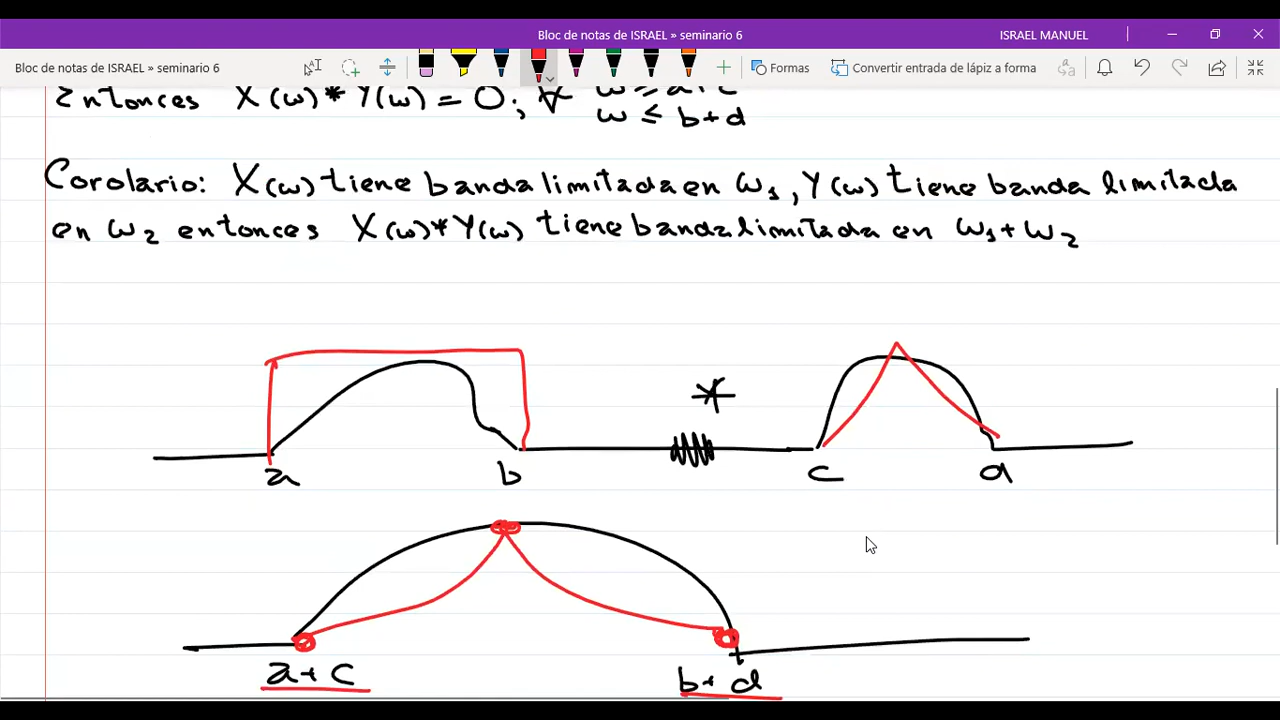 Bloc de notas de ISRAEL » seminario 6
ISRAEL MANUEL
Bloc de notas de ISRAEL » seminario 6
Formas
Convertir entrada de lápiz a forma
Entonces X(ω) * Y(ω) = 0 ; ∀
ω ≤ b+d
Corolario: X(ω) tiene banda limitada en ω1, Y(ω) tiene banda limitada
en ω2 entonces X(ω)*Y(ω) tiene banda limitada en ω1+ω2
*
a b c d
a+c b+d